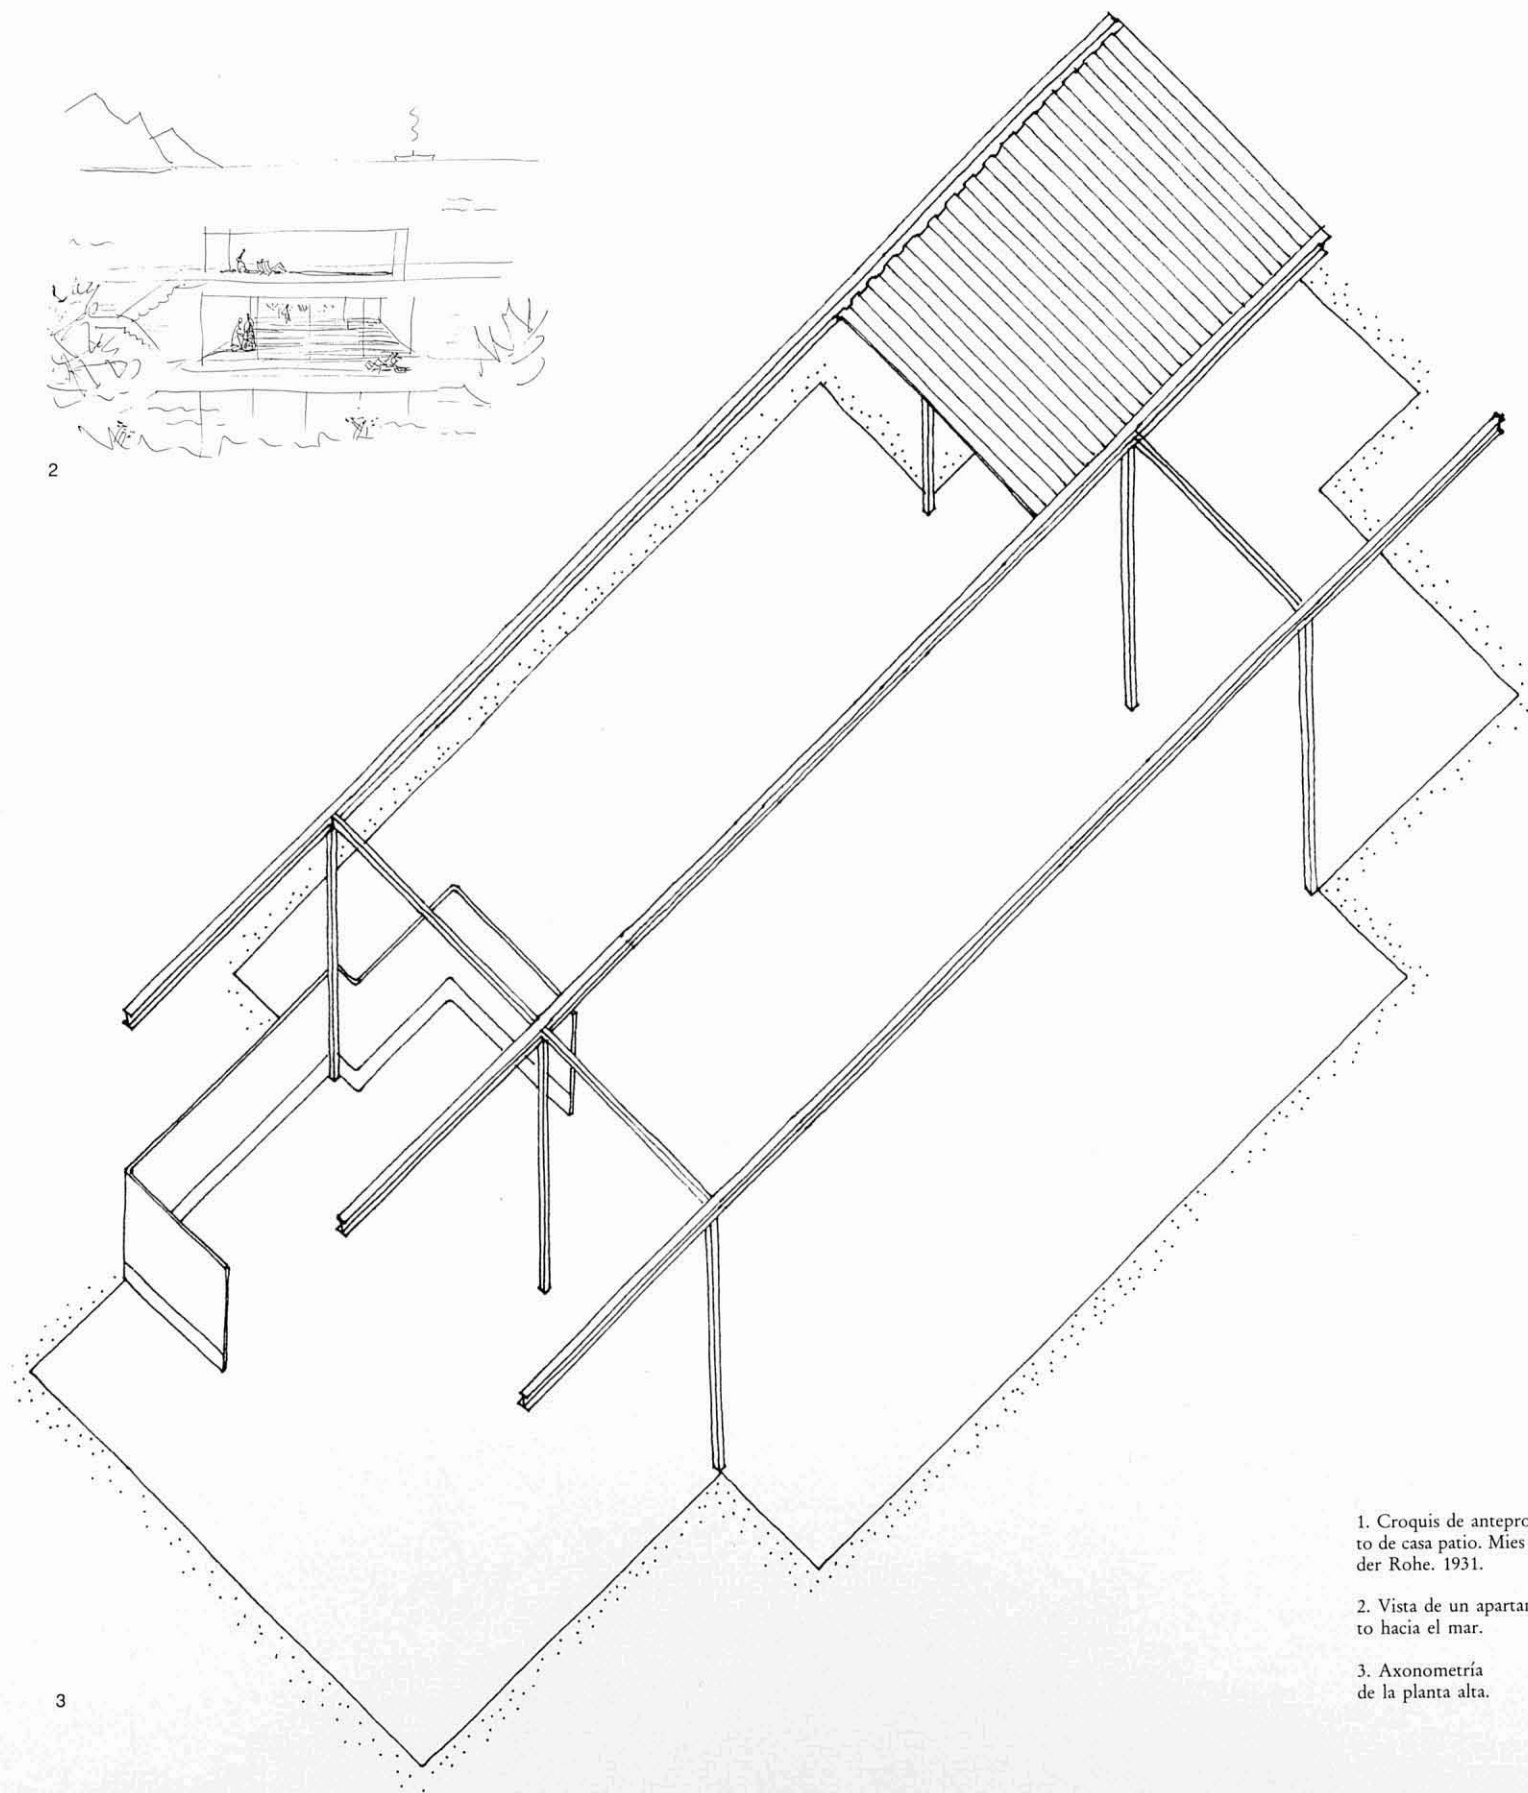 2
3
1. Croquis de antepro
to de casa patio. Mies
der Rohe. 1931.
2. Vista de un apartar
to hacia el mar.
3. Axonometría
de la planta alta.